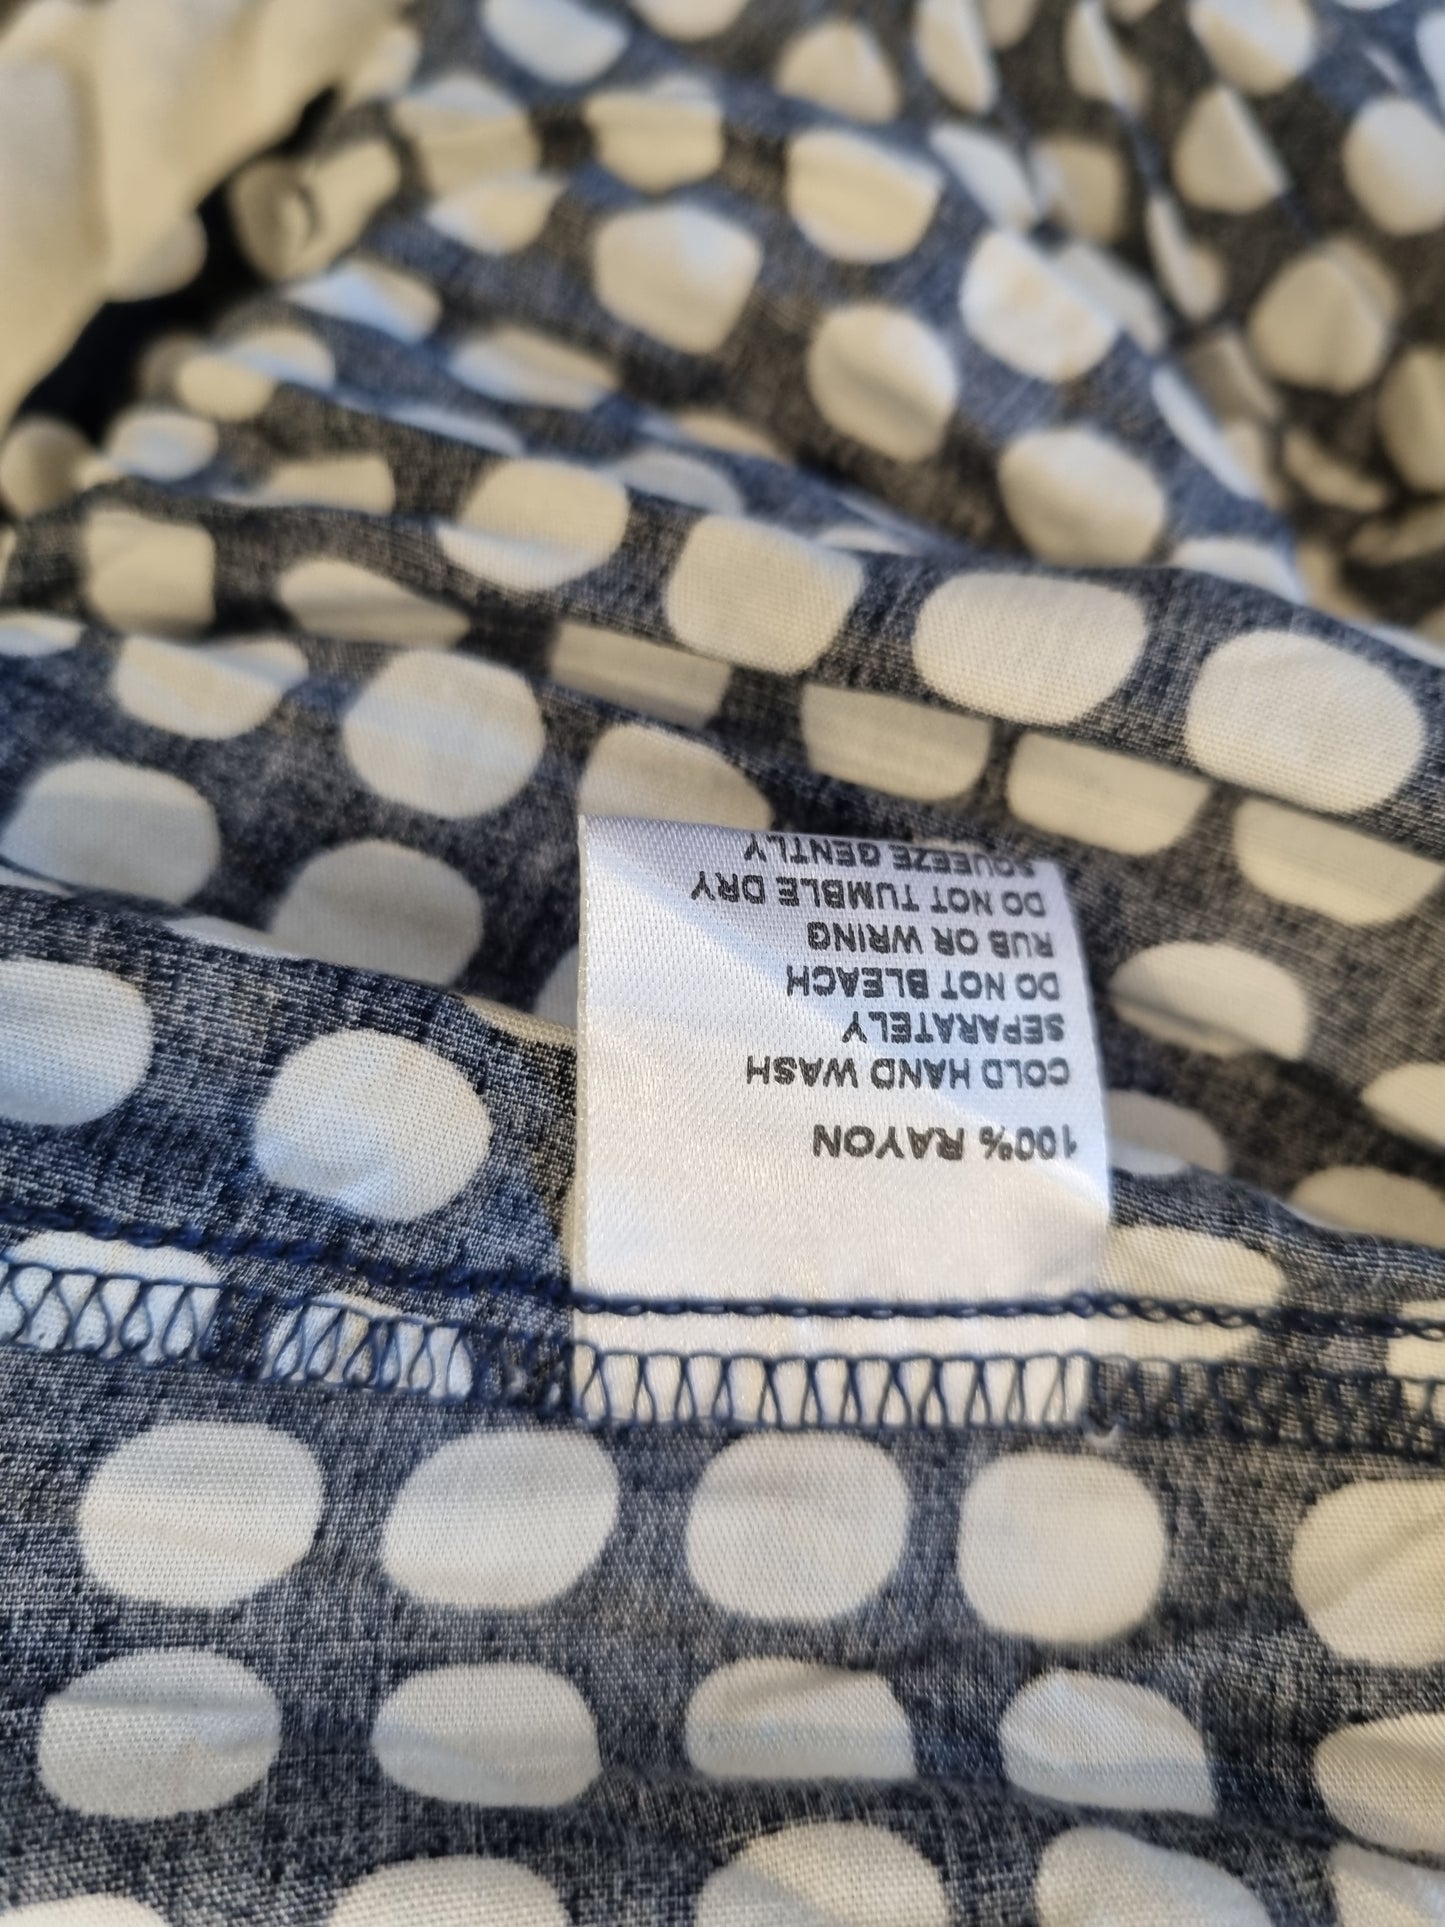 100% RAYON
COLD HAND WASH
SEPARATELY
DO NOT BLEACH
RUB OR WRING
DO NOT TUMBLE DRY
SQUEEZE GENTLY